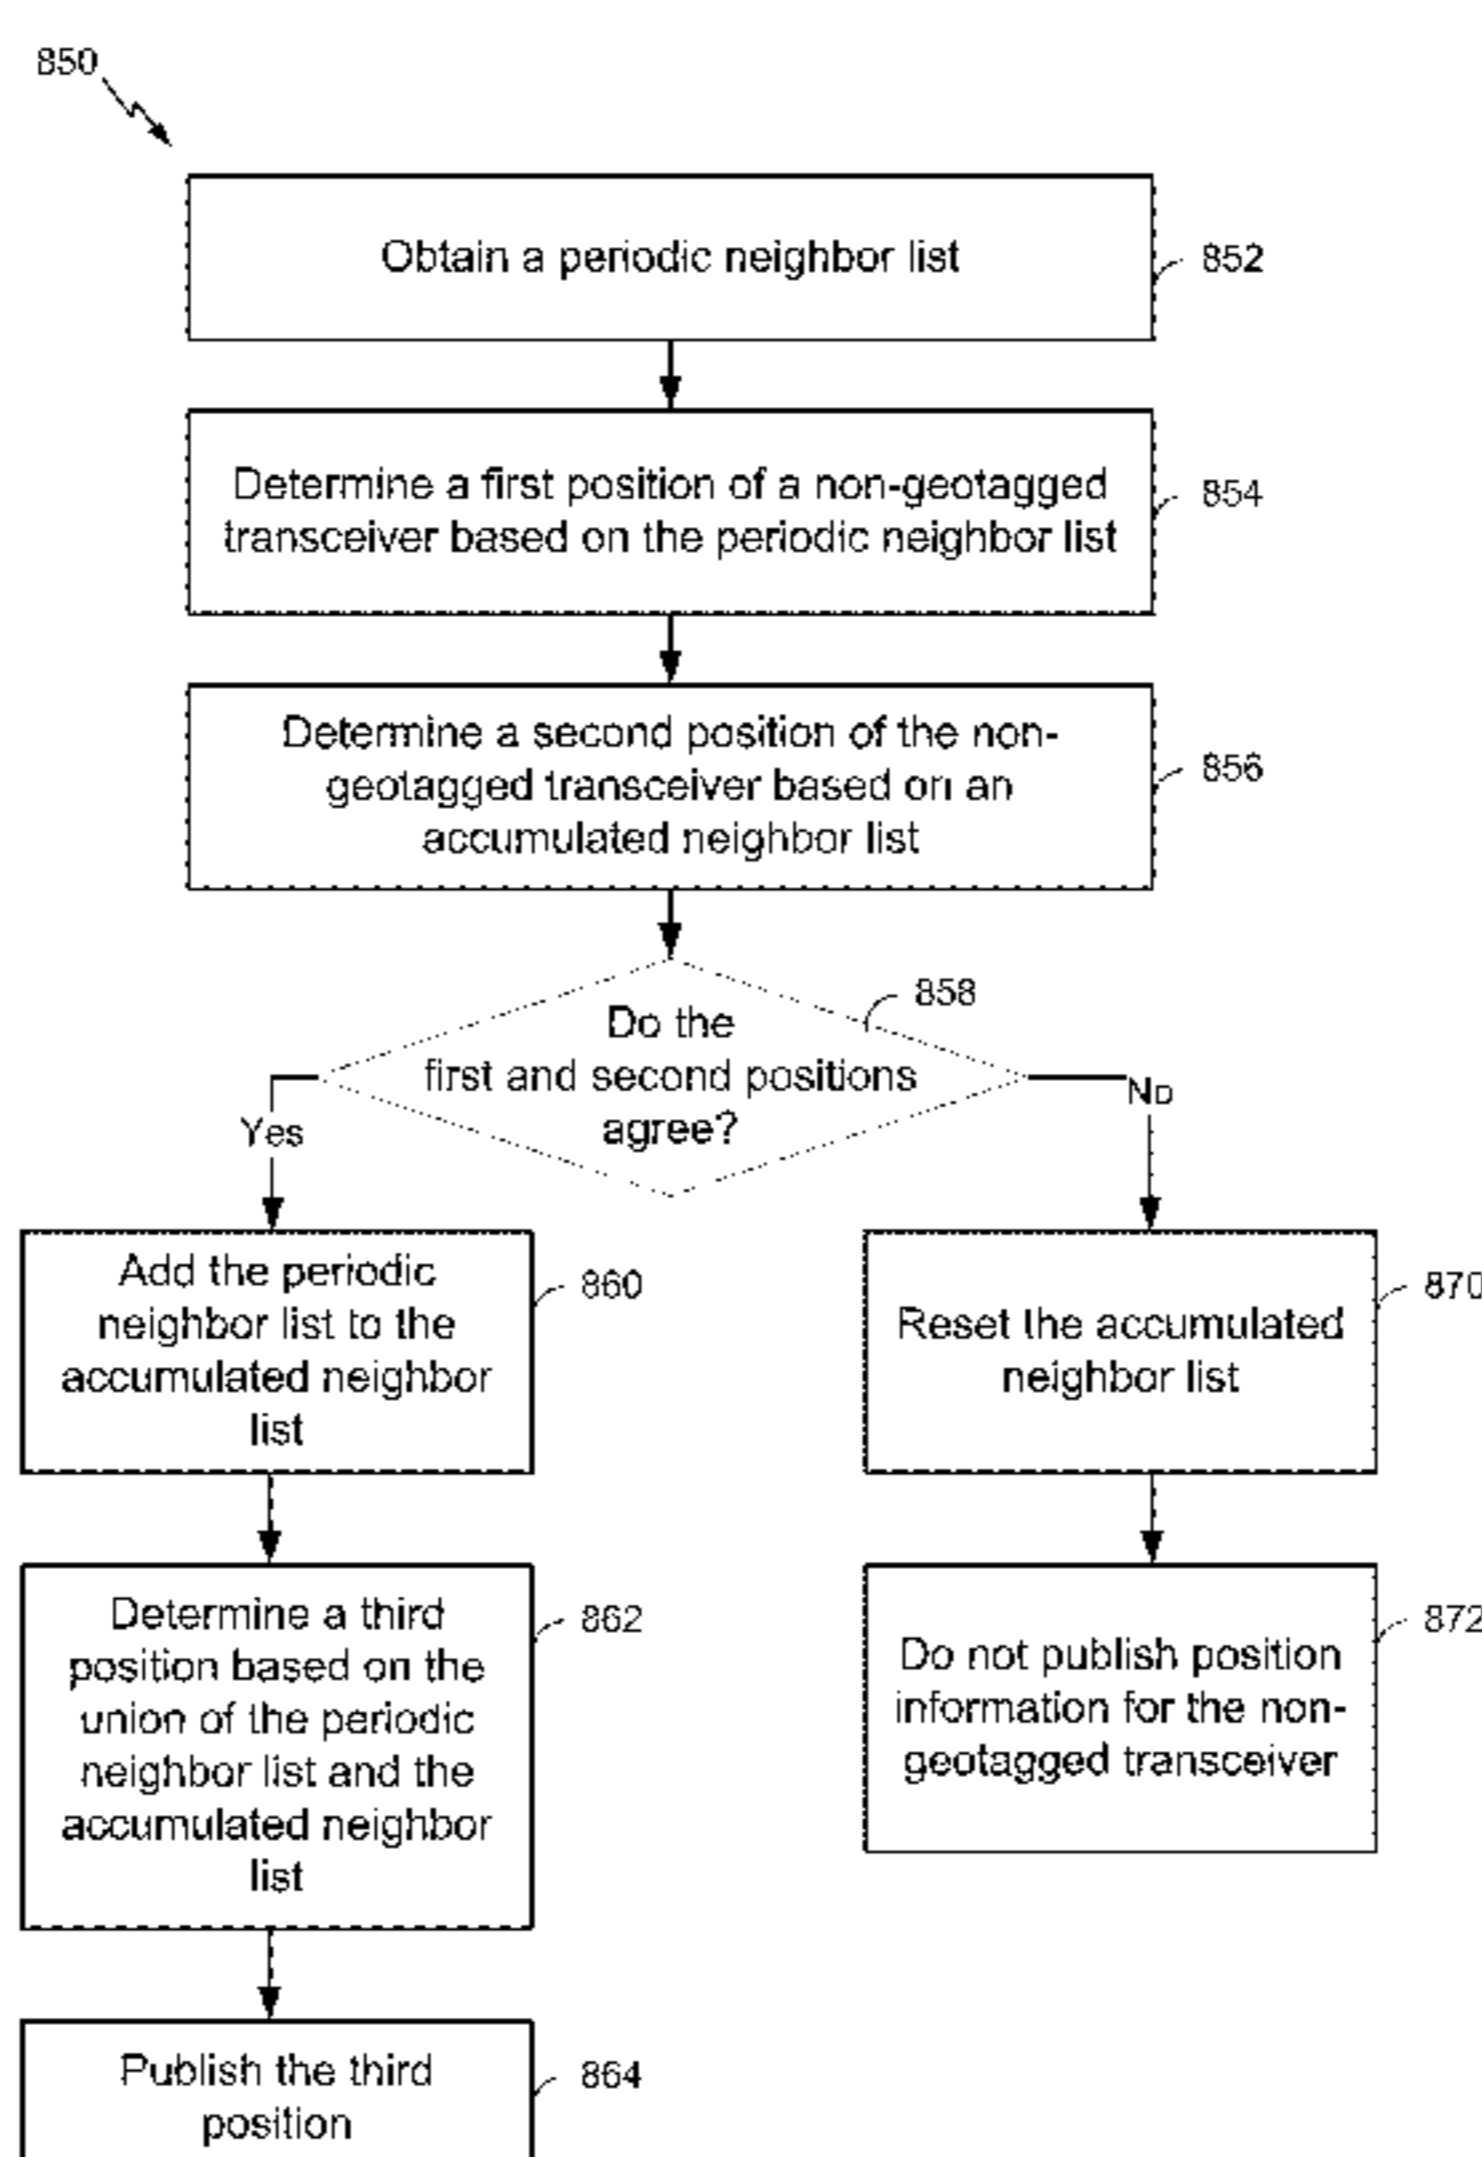 850
Obtain a periodic neighbor list
852
Determine a first position of a non-geotagged
transceiver based on the periodic neighbor list
854
Determine a second position of the non-
geotagged transceiver based on an
accumulated neighbor list
856
Do the
first and second positions
agree?
858
Yes
No
Add the periodic
neighbor list to the
accumulated neighbor
list
860
Reset the accumulated
neighbor list
870
Determine a third
position based on the
union of the periodic
neighbor list and the
accumulated neighbor
list
862
Do not publish position
information for the non-
geotagged transceiver
872
Publish the third
position
864